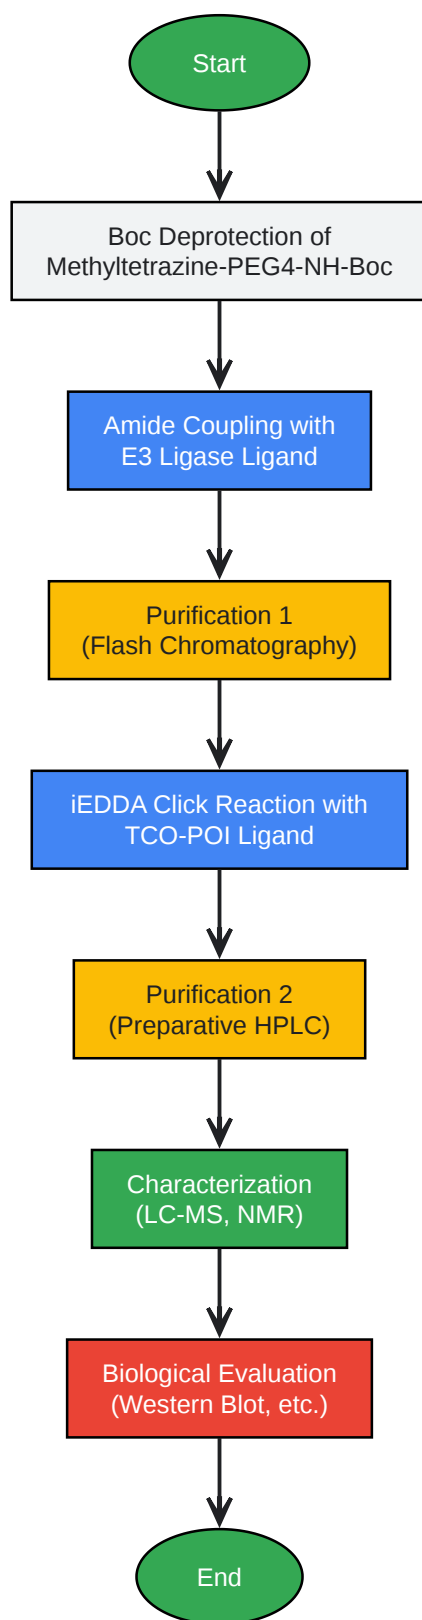 Start
Boc Deprotection of
Methyltetrazine-PEG4-NH-Boc
Amide Coupling with
E3 Ligase Ligand
Purification 1
(Flash Chromatography)
iEDDA Click Reaction with
TCO-POI Ligand
Purification 2
(Preparative HPLC)
Characterization
(LC-MS, NMR)
Biological Evaluation
(Western Blot, etc.)
End